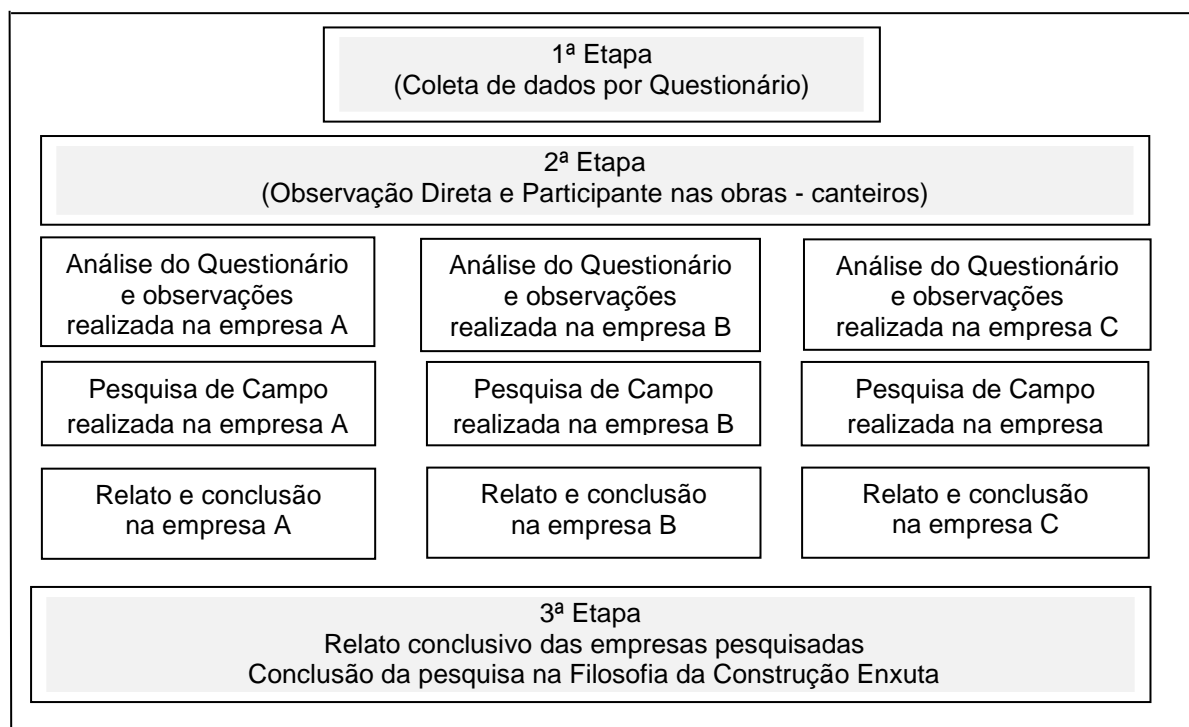 1ª Etapa
(Coleta de dados por Questionário)
2ª Etapa
(Observação Direta e Participante nas obras - canteiros)
Análise do Questionário
e observações
realizada na empresa A
Análise do Questionário
e observações
realizada na empresa B
Análise do Questionário
e observações
realizada na empresa C
Pesquisa de Campo
realizada na empresa A
Pesquisa de Campo
realizada na empresa B
Pesquisa de Campo
realizada na empresa
Relato e conclusão
na empresa A
Relato e conclusão
na empresa B
Relato e conclusão
na empresa C
3ª Etapa
Relato conclusivo das empresas pesquisadas
Conclusão da pesquisa na Filosofia da Construção Enxuta